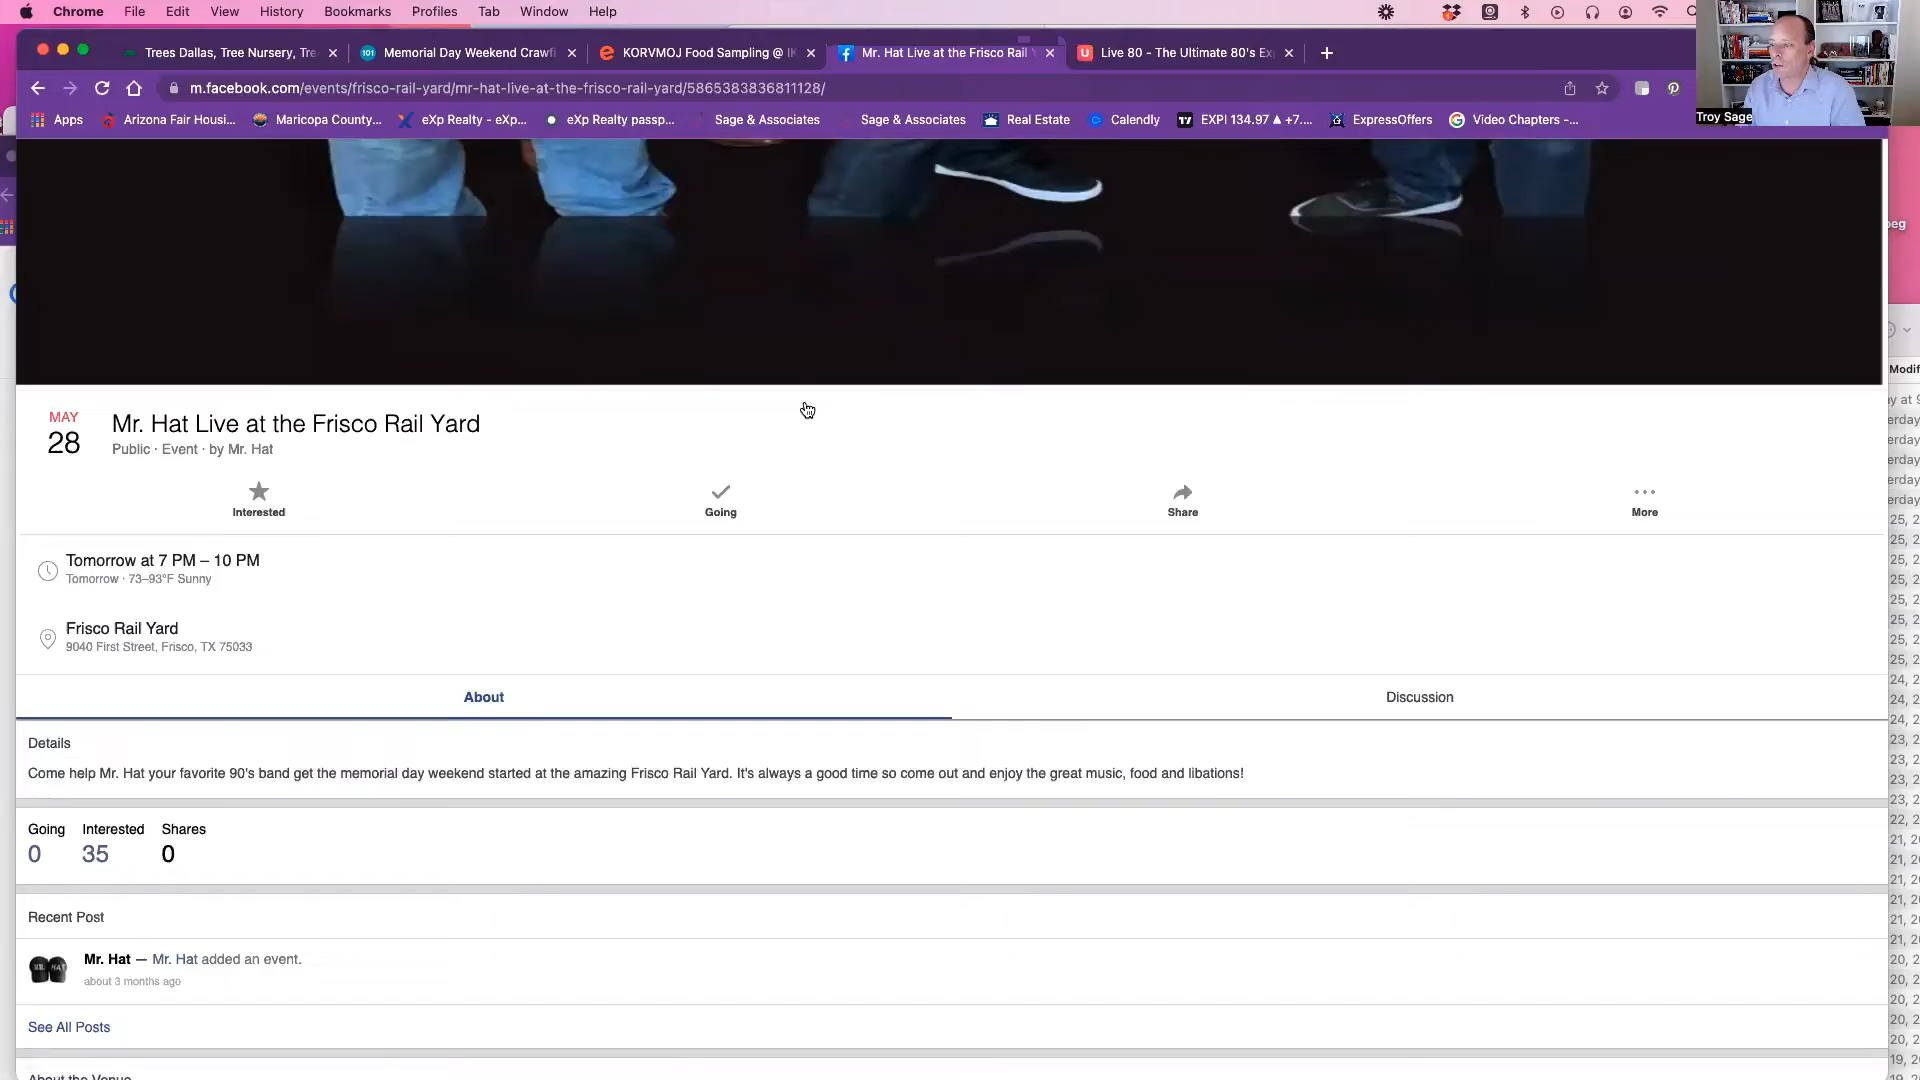 Chrome File Edit View History Bookmarks Profiles Tab Window Help
Trees Dallas, Tree Nursery, Tre
Memorial Day Weekend Crawfi
KORVMOJ Food Sampling @ IK
Mr. Hat Live at the Frisco Rail
Live 80 - The Ultimate 80's Ex
m.facebook.com/events/frisco-rail-yard/mr-hat-live-at-the-frisco-rail-yard/5865383836811128/
Apps Arizona Fair Housi... Maricopa County... eXp Realty - eXp... eXp Realty passp... Sage & Associates Sage & Associates Real Estate Calendly EXPI 134.97 ▲ +7.... ExpressOffers Video Chapters -...
Troy Sage
MAY
28
Mr. Hat Live at the Frisco Rail Yard
Public · Event · by Mr. Hat
Interested Going Share More
Tomorrow at 7 PM – 10 PM
Tomorrow · 73–93°F Sunny
Frisco Rail Yard
9040 First Street, Frisco, TX 75033
About Discussion
Details
Come help Mr. Hat your favorite 90's band get the memorial day weekend started at the amazing Frisco Rail Yard. It's always a good time so come out and enjoy the great music, food and libations!
Going Interested Shares
0 35 0
Recent Post
Mr. Hat — Mr. Hat added an event.
about 3 months ago
See All Posts
About the Venue